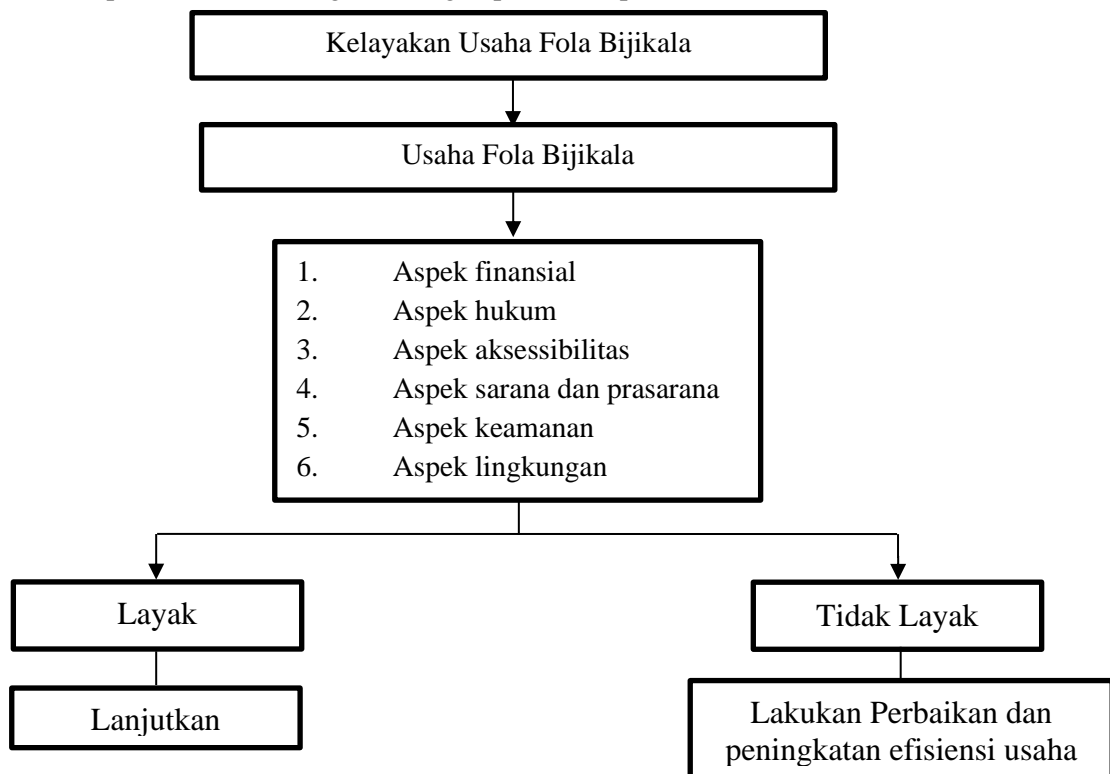 Kelayakan Usaha Fola Bijikala
Usaha Fola Bijikala
1. Aspek finansial
2. Aspek hukum
3. Aspek aksessibilitas
4. Aspek sarana dan prasarana
5. Aspek keamanan
6. Aspek lingkungan
Layak
Tidak Layak
Lanjutkan
Lakukan Perbaikan dan
peningkatan efisiensi usaha